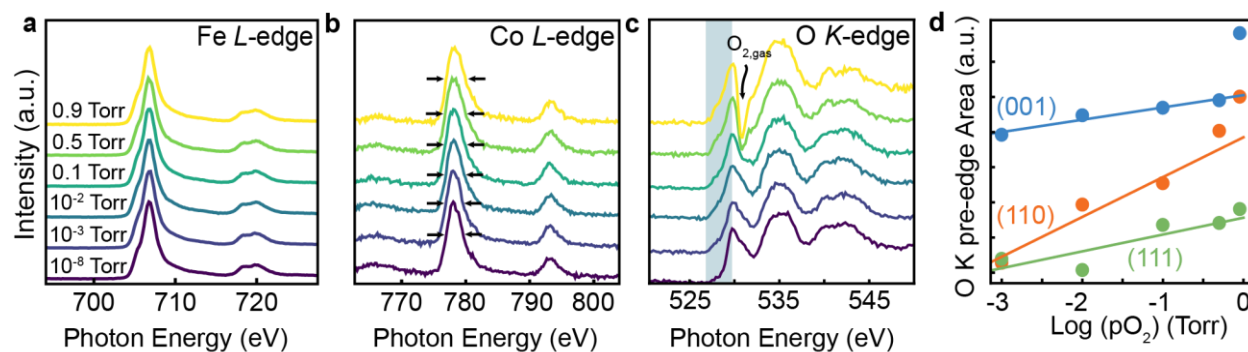 a
Fe L-edge
0.9 Torr
0.5 Torr
0.1 Torr
10⁻² Torr
10⁻³ Torr
10⁻⁸ Torr
Intensity (a.u.)
700 710 720
Photon Energy (eV)
b
Co L-edge
770 780 790 800
Photon Energy (eV)
c
O K-edge
O₂,gas
525 535 545
Photon Energy (eV)
d
O K pre-edge Area (a.u.)
(001)
(110)
(111)
-3 -2 -1 0
Log (pO₂) (Torr)